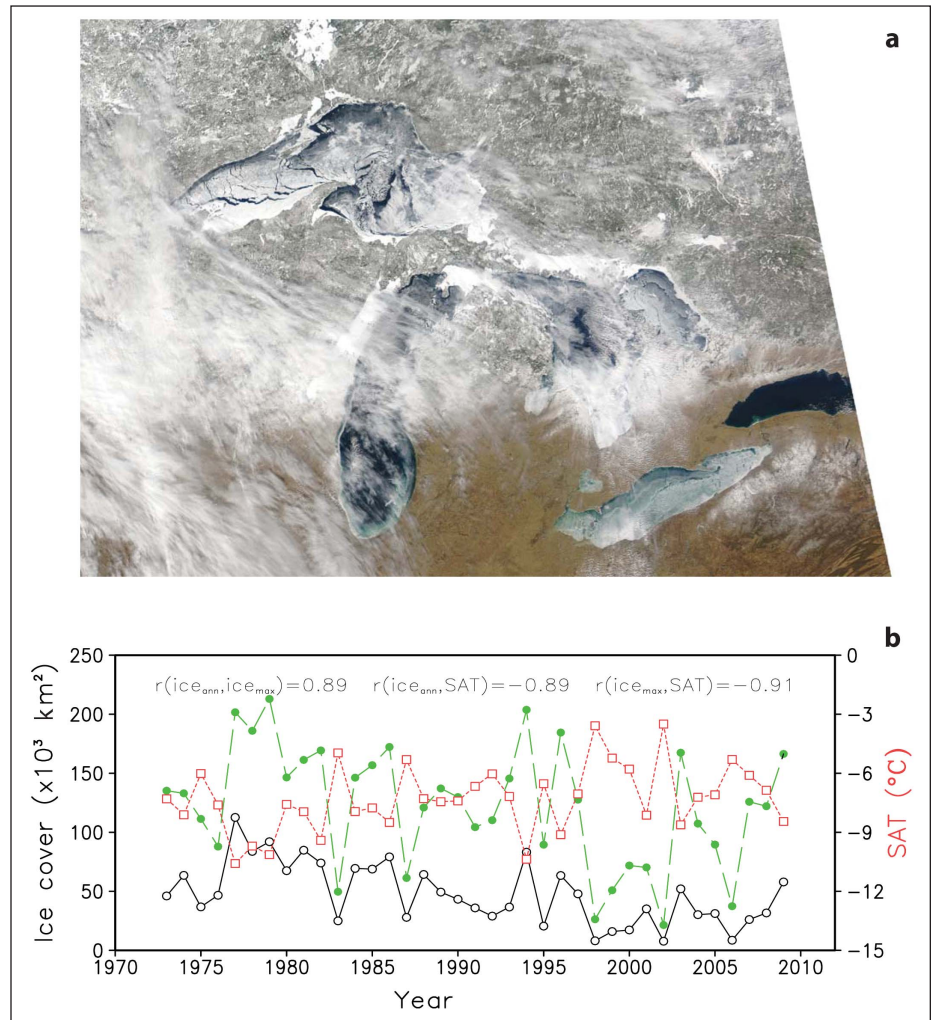 a
b
r(ice_ann,ice_max)=0.89 r(ice_ann,SAT)=−0.89 r(ice_max,SAT)=−0.91
Ice cover (x10³ km²)
250
200
150
100
50
0
0
−3
−6
−9
−12
−15
SAT (°C)
1970 1975 1980 1985 1990 1995 2000 2005 2010
Year